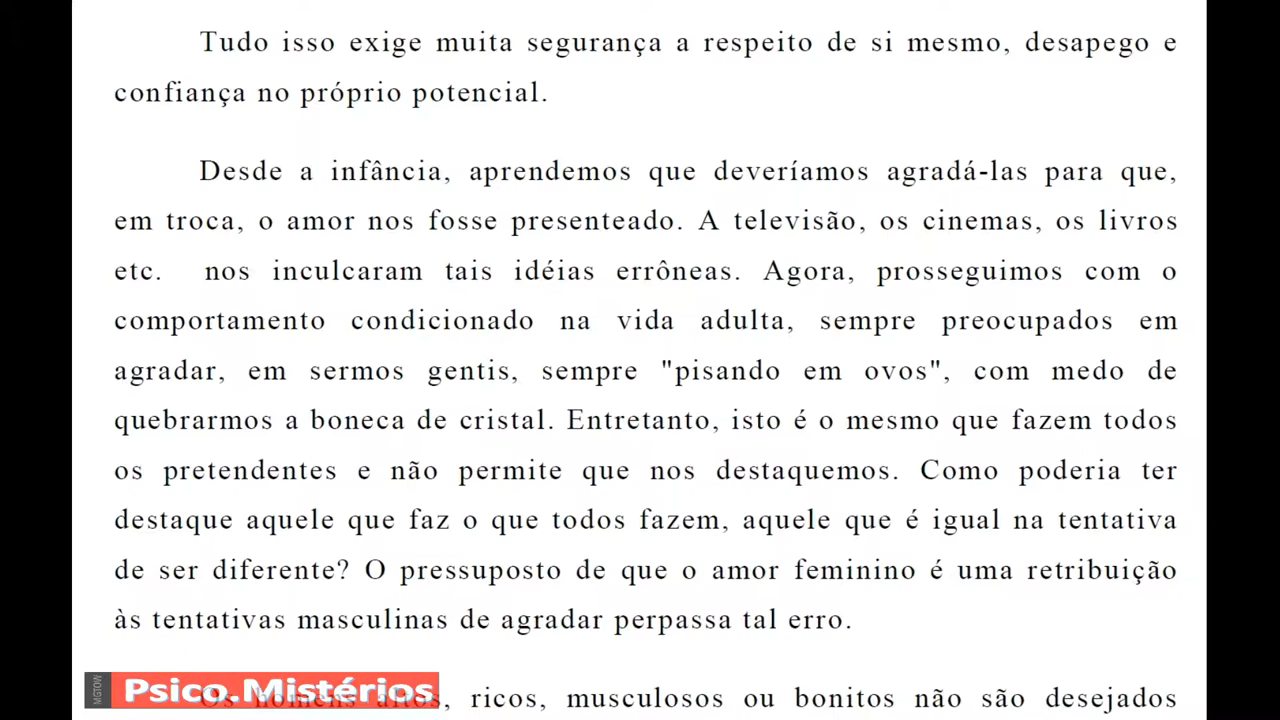 Tudo isso exige muita segurança a respeito de si mesmo, desapego e
confiança no próprio potencial.
Desde a infância, aprendemos que deveríamos agradá-las para que,
em troca, o amor nos fosse presenteado. A televisão, os cinemas, os livros
etc. nos inculcaram tais idéias errôneas. Agora, prosseguimos com o
comportamento condicionado na vida adulta, sempre preocupados em
agradar, em sermos gentis, sempre "pisando em ovos", com medo de
quebrarmos a boneca de cristal. Entretanto, isto é o mesmo que fazem todos
os pretendentes e não permite que nos destaquemos. Como poderia ter
destaque aquele que faz o que todos fazem, aquele que é igual na tentativa
de ser diferente? O pressuposto de que o amor feminino é uma retribuição
às tentativas masculinas de agradar perpassa tal erro.
Os homens altos, ricos, musculosos ou bonitos não são desejados
MGTOW
Psico.Mistérios